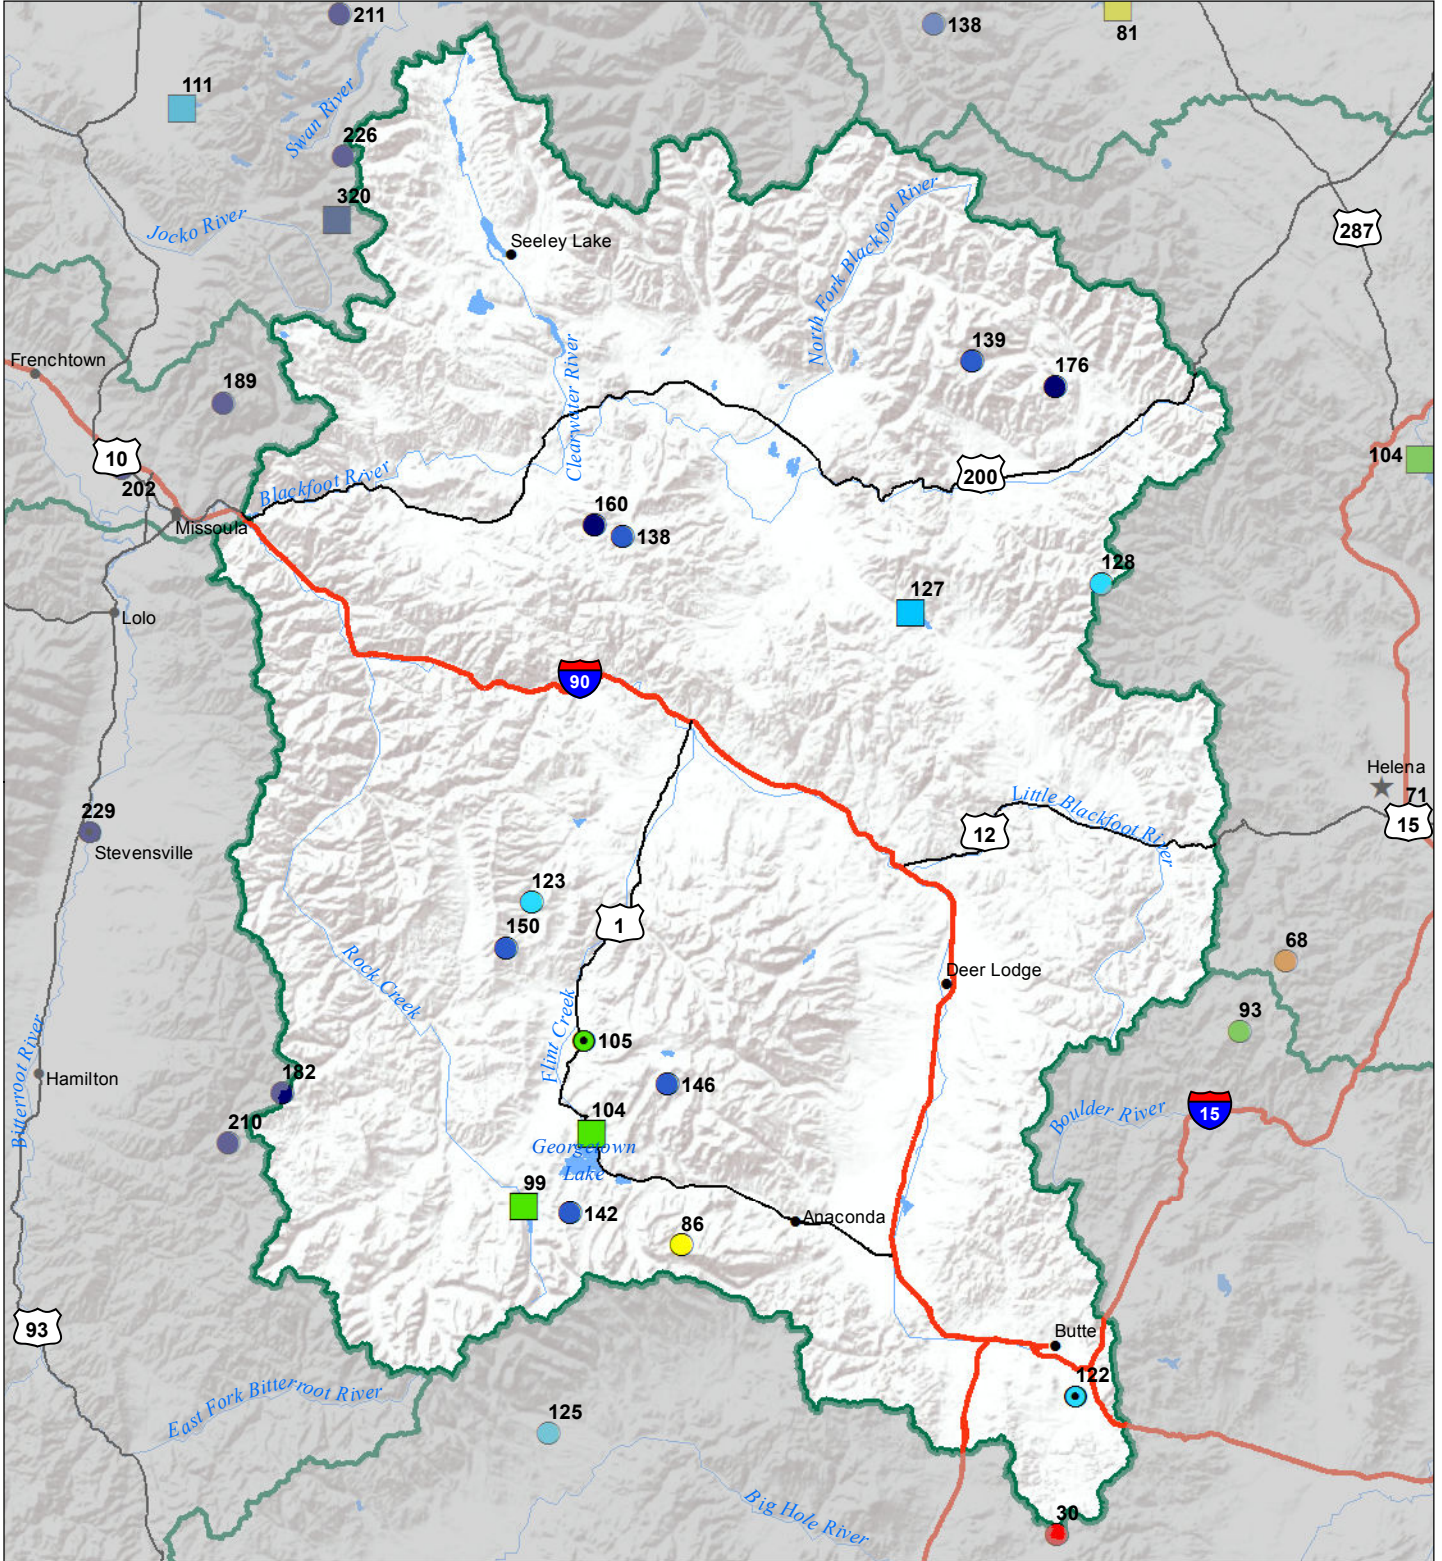 211
138
81
111
Swan River
226
320
Jocko River
North Fork Blackfoot River
287
Seeley Lake
139
176
Frenchtown
189
Clearwater River
10
202
Blackfoot River
200
104
Missoula
160
138
128
127
Lolo
90
Helena
71
15
Little Blackfoot River
12
229
Stevensville
123
150
1
68
Rock Creek
Deer Lodge
93
Flint Creek
105
Bitterroot River
Hamilton
182
146
210
104
Boulder River
15
Georgetown
Lake
99
142
86
Anaconda
93
Butte
122
East Fork Bitterroot River
125
Big Hole River
30